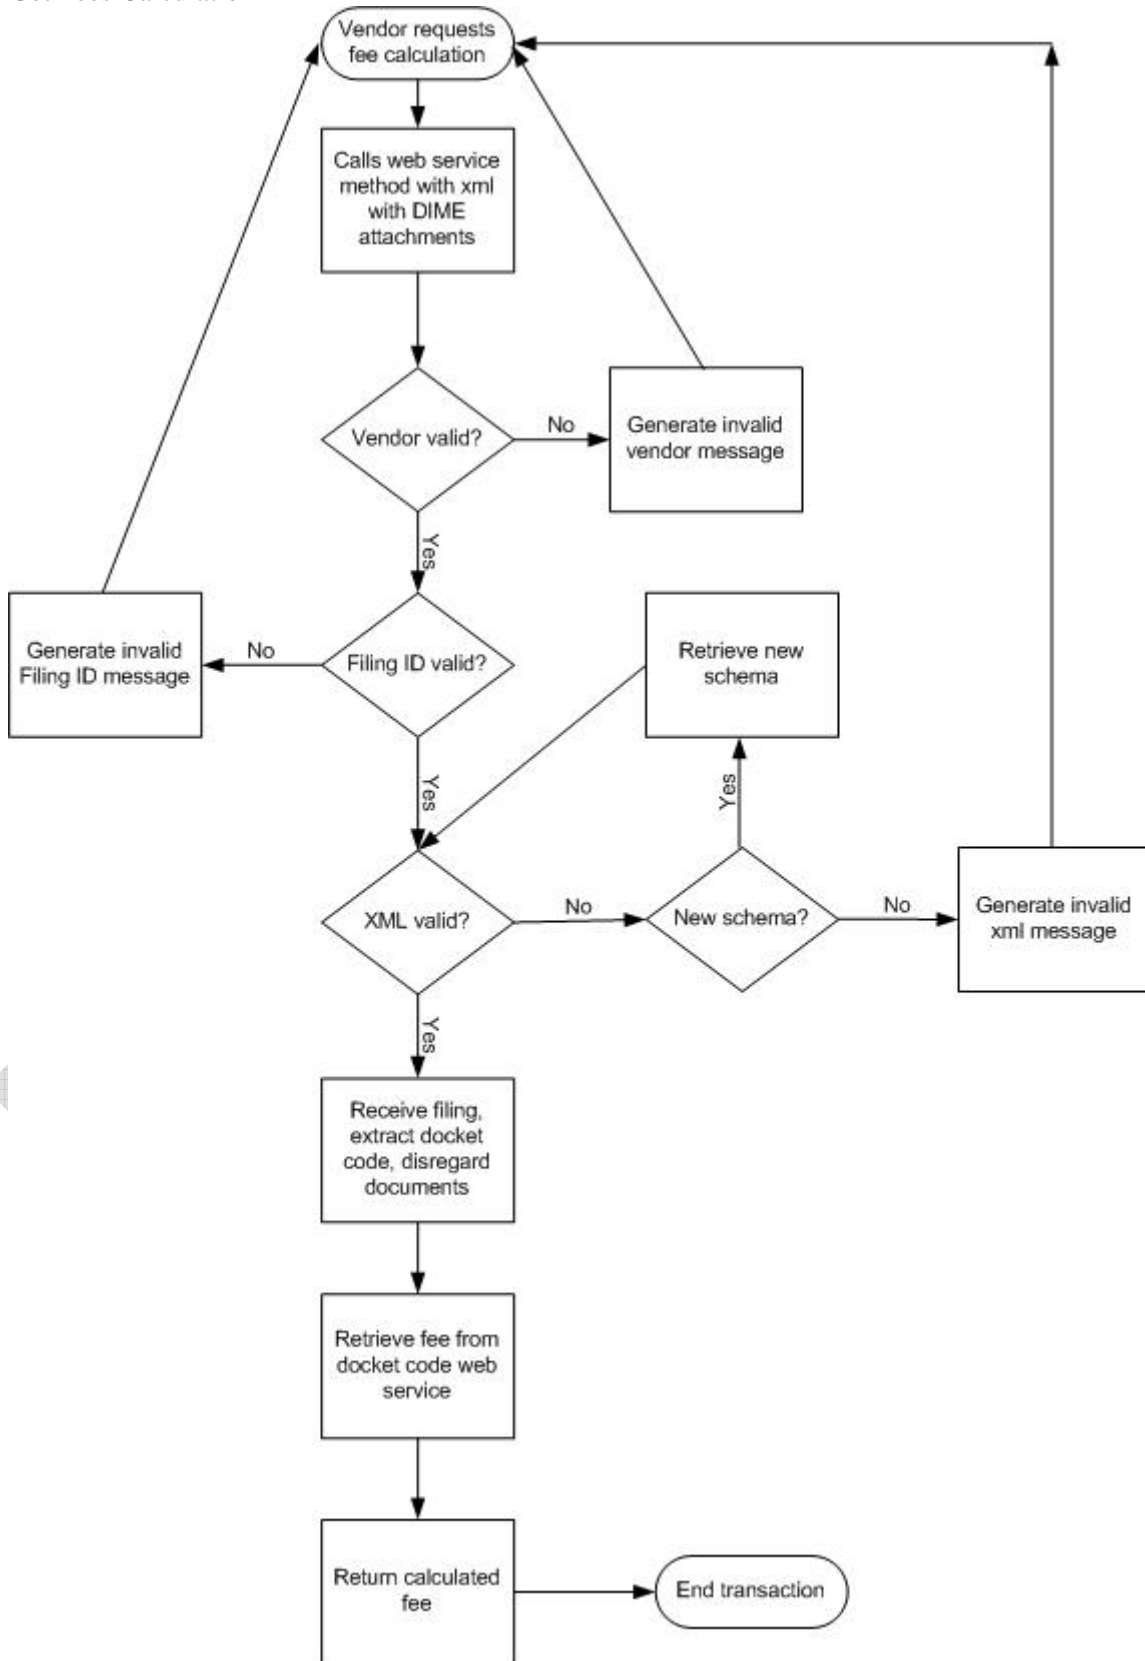 Vendor requests
fee calculation
Calls web service
method with xml
with DIME
attachments
Vendor valid?
No
Generate invalid
vendor message
Yes
Generate invalid
Filing ID message
No
Filing ID valid?
Retrieve new
schema
Yes
Yes
XML valid?
No
New schema?
No
Generate invalid
xml message
Yes
Receive filing,
extract docket
code, disregard
documents
Retrieve fee from
docket code web
service
Return calculated
fee
End transaction